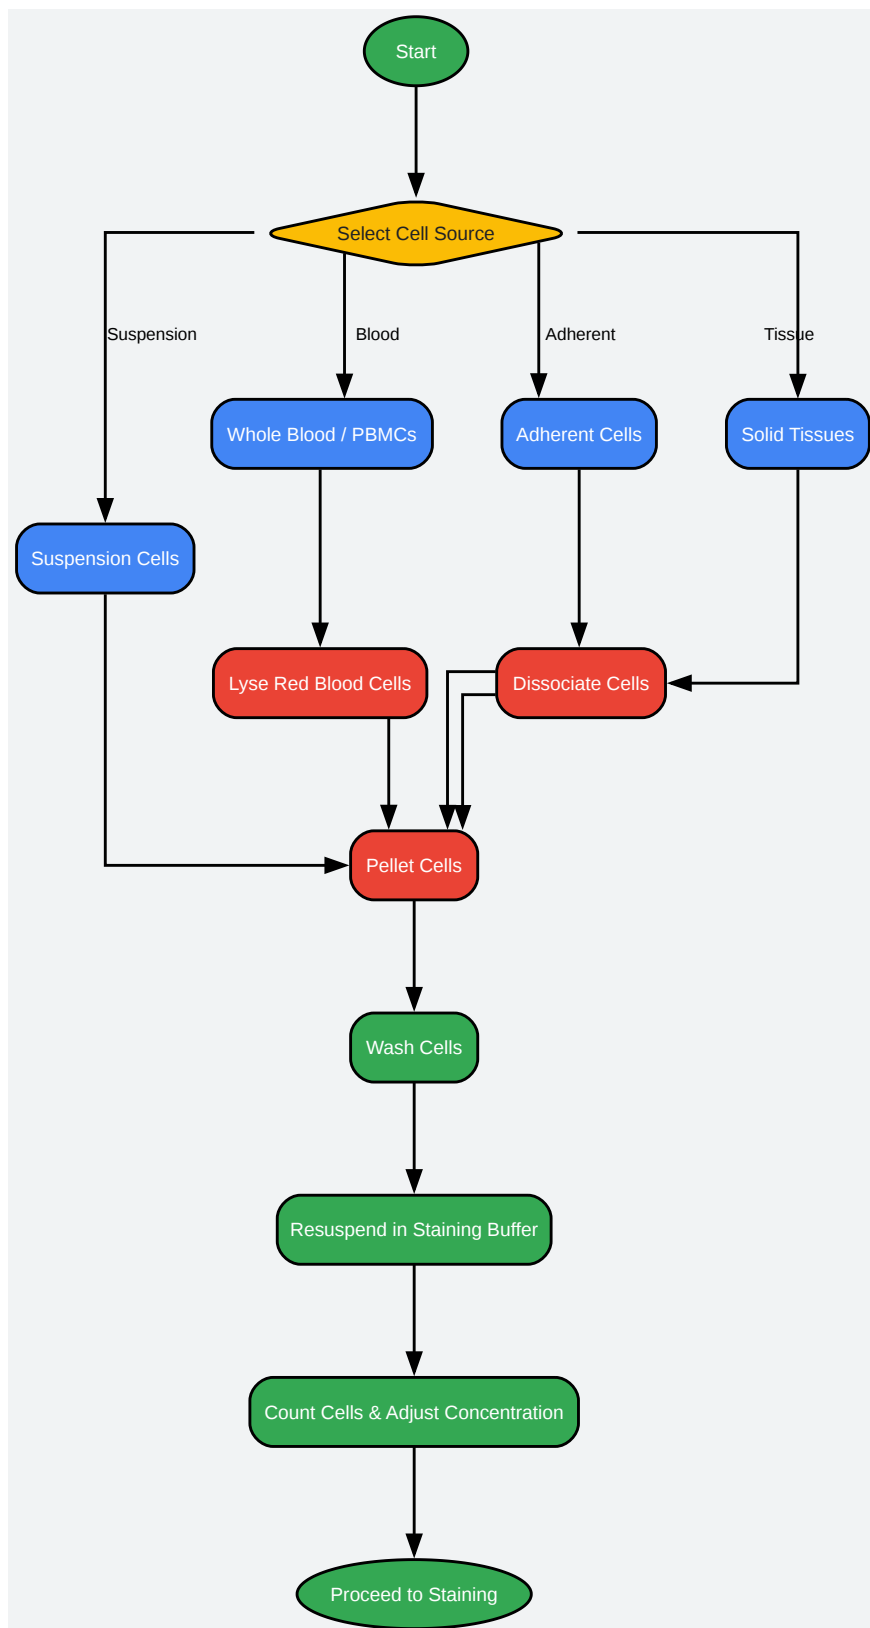 Start
Select Cell Source
Suspension
Blood
Adherent
Tissue
Whole Blood / PBMCs
Adherent Cells
Solid Tissues
Suspension Cells
Lyse Red Blood Cells
Dissociate Cells
Pellet Cells
Wash Cells
Resuspend in Staining Buffer
Count Cells & Adjust Concentration
Proceed to Staining